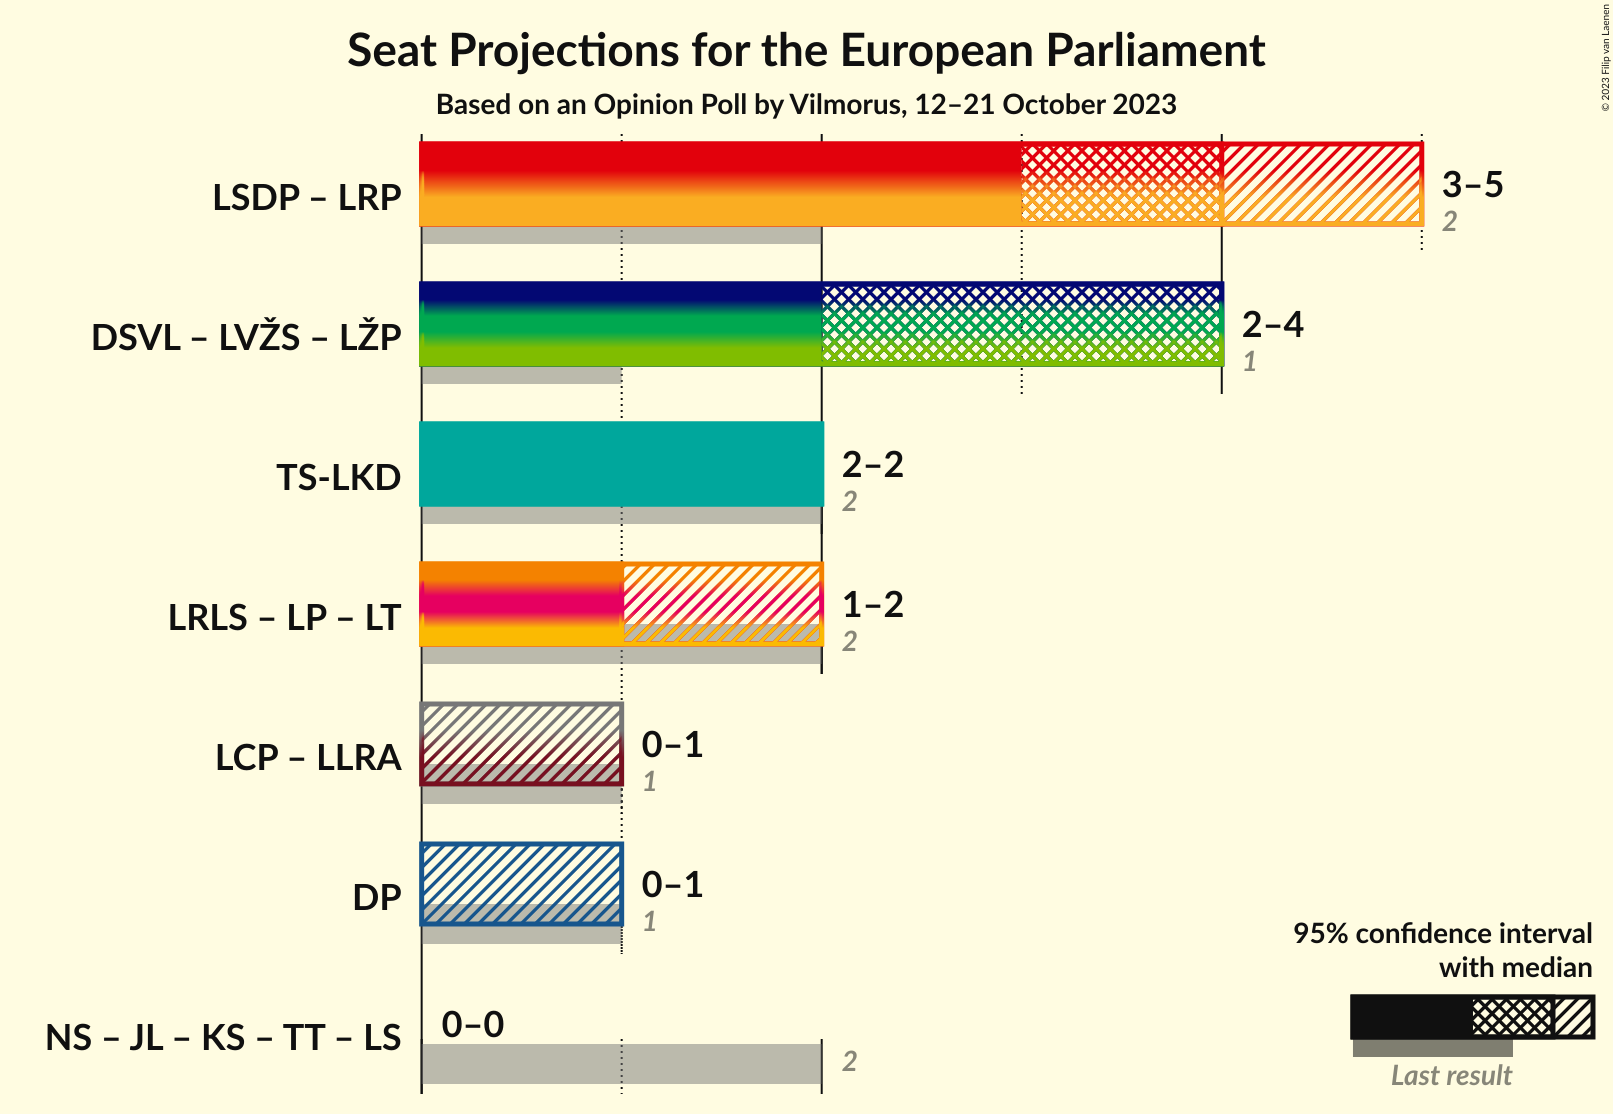 Seat Projections for the European Parliament
Based on an Opinion Poll by Vilmorus, 12–21 October 2023
© 2023 Filip van Laenen
LSDP – LRP
3–5
2
DSVL – LVŽS – LŽP
2–4
1
TS-LKD
2–2
2
LRLS – LP – LT
1–2
2
LCP – LLRA
0–1
1
DP
0–1
1
NS – JL – KS – TT – LS
0–0
2
95% confidence interval
with median
Last result